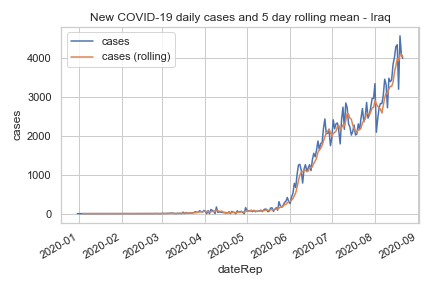 New COVID-19 daily cases and 5 day rolling mean - Iraq
cases
cases (rolling)
4000
3000
2000
1000
0
cases
2020-01
2020-02
2020-03
2020-04
2020-05
2020-06
2020-07
2020-08
2020-09
dateRep